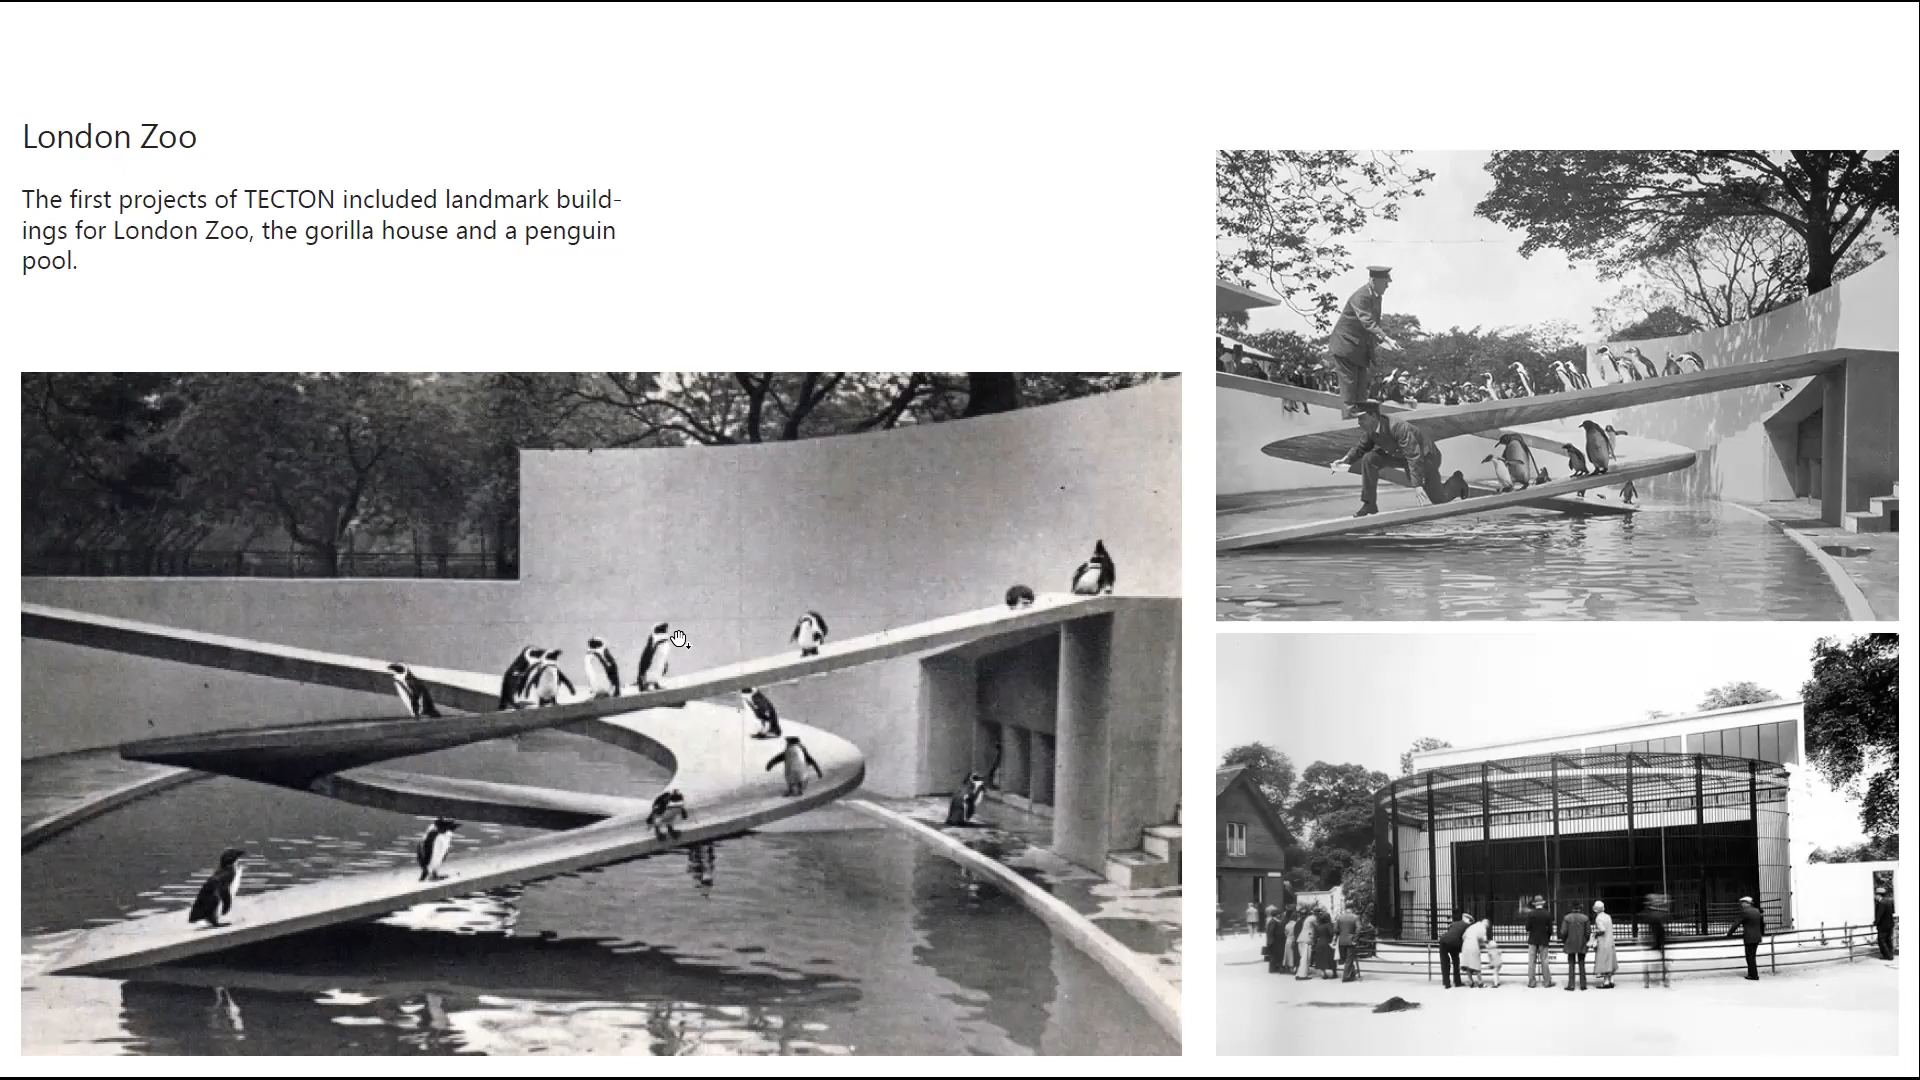 London Zoo
The first projects of TECTON included landmark build-
ings for London Zoo, the gorilla house and a penguin
pool.